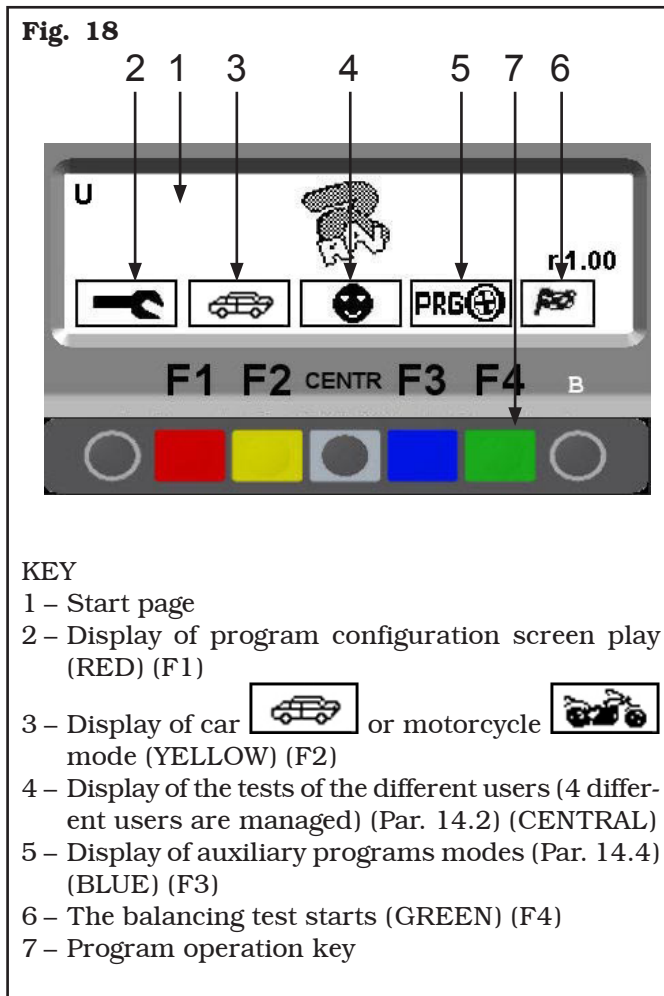 Fig. 18
2 1 3 4 5 7 6
U
RAV
r1.00
PRG
F1 F2 CENTR F3 F4 B
KEY
1 – Start page
2 – Display of program configuration screen play
(RED) (F1)
3 – Display of car or motorcycle
mode (YELLOW) (F2)
4 – Display of the tests of the different users (4 differ-
ent users are managed) (Par. 14.2) (CENTRAL)
5 – Display of auxiliary programs modes (Par. 14.4)
(BLUE) (F3)
6 – The balancing test starts (GREEN) (F4)
7 – Program operation key